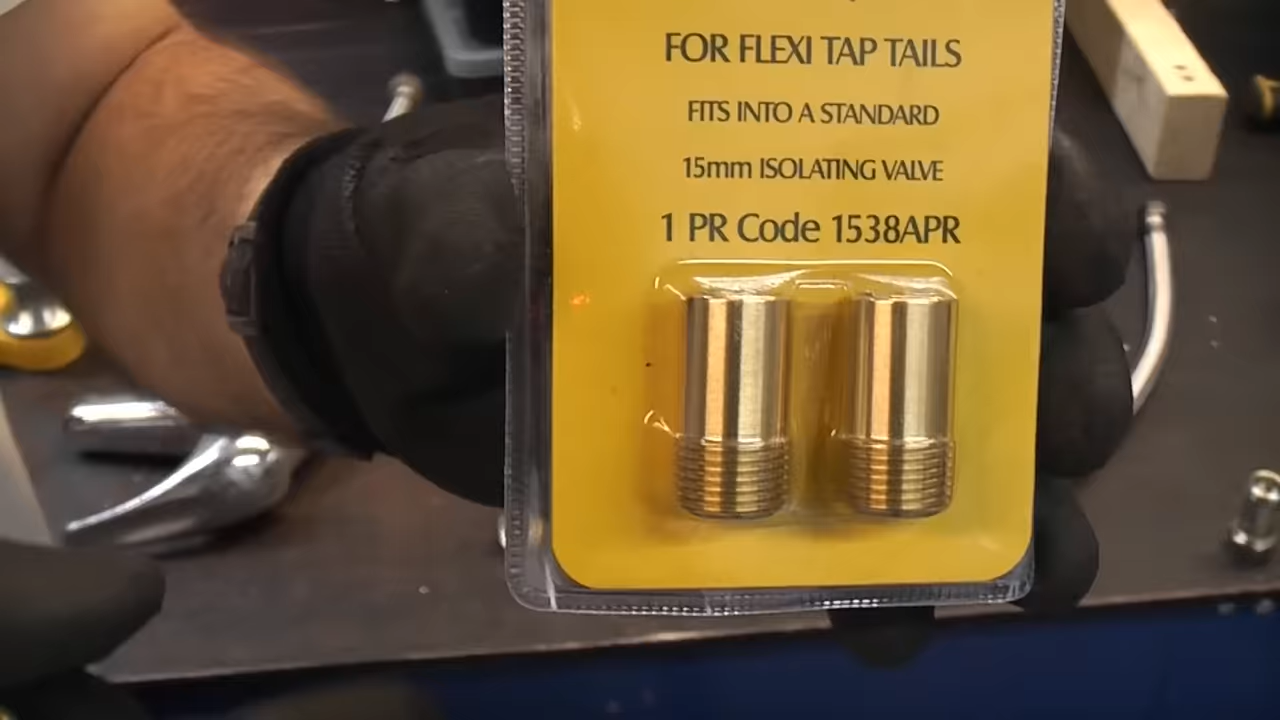 FOR FLEXI TAP TAILS
FITS INTO A STANDARD
15mm ISOLATING VALVE
1 PR Code 1538APR